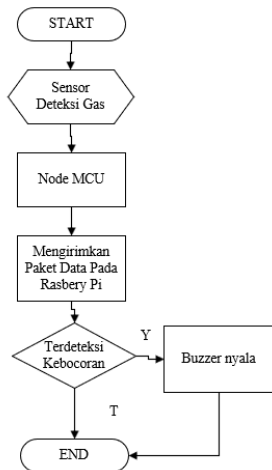 START
Sensor
Deteksi Gas
Node MCU
Mengirimkan
Paket Data Pada
Rasbery Pi
Terdeteksi
Kebocoran
Y
Buzzer nyala
T
END